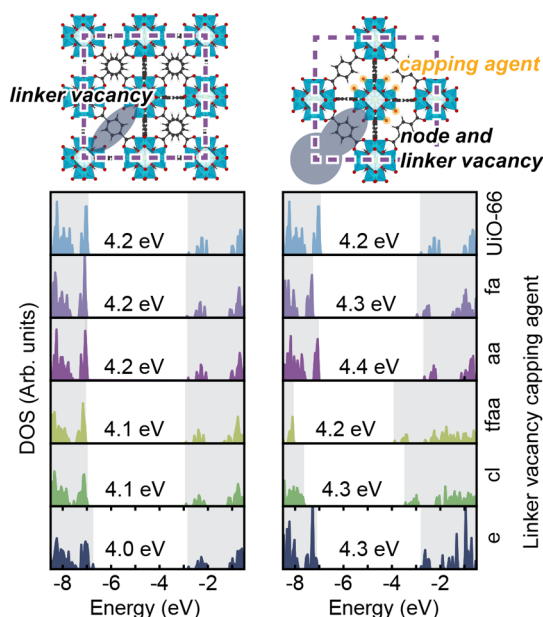 linker vacancy
capping agent
node and
linker vacancy
DOS (Arb. units)
4.2 eV
4.2 eV
4.2 eV
4.1 eV
4.1 eV
4.0 eV
-8 -6 -4 -2
Energy (eV)
4.2 eV
4.3 eV
4.4 eV
4.2 eV
4.3 eV
4.3 eV
-8 -6 -4 -2
Energy (eV)
UiO-66
fa
aa
tfaa
cl
e
Linker vacancy capping agent